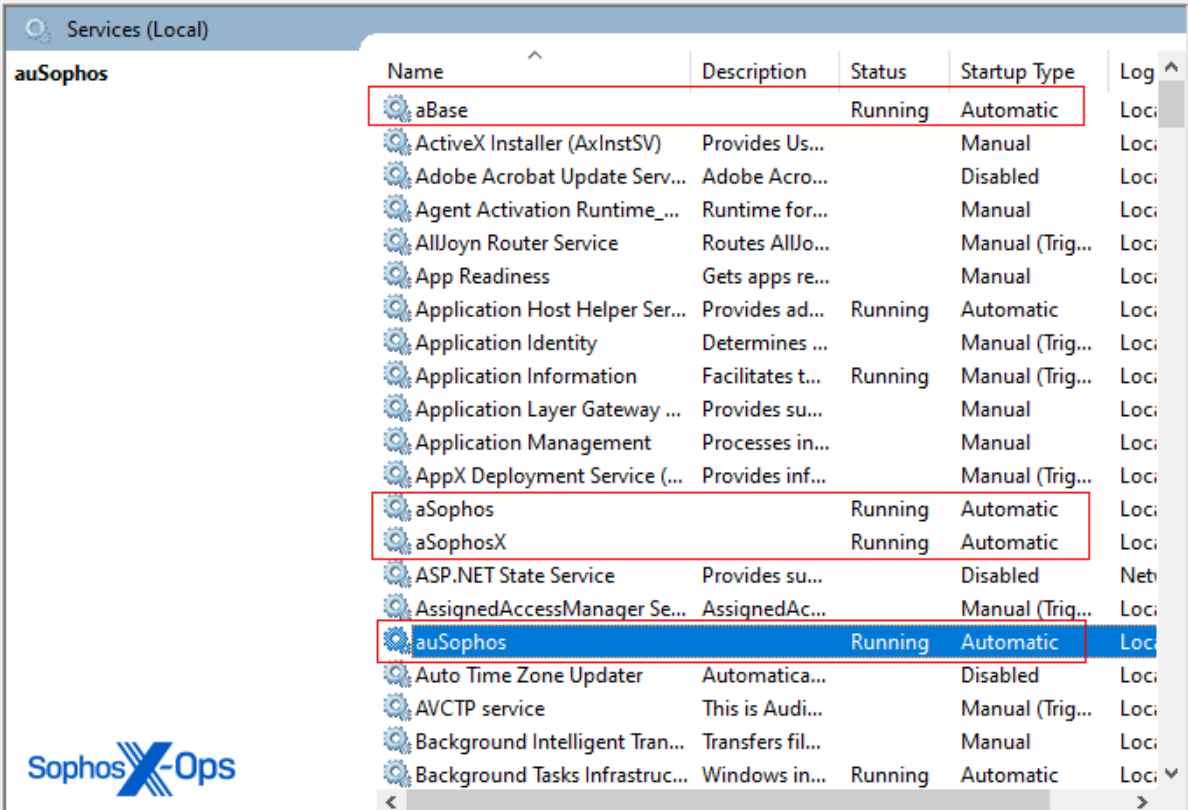 Services (Local)
auSophos
Name Description Status Startup Type Log
aBase Running Automatic Loca
ActiveX Installer (AxInstSV) Provides Us... Manual Loca
Adobe Acrobat Update Serv... Adobe Acro... Disabled Loca
Agent Activation Runtime_... Runtime for... Manual Loca
AllJoyn Router Service Routes AllJo... Manual (Trig... Loca
App Readiness Gets apps re... Manual Loca
Application Host Helper Ser... Provides ad... Running Automatic Loca
Application Identity Determines ... Manual (Trig... Loca
Application Information Facilitates t... Running Manual (Trig... Loca
Application Layer Gateway ... Provides su... Manual Loca
Application Management Processes in... Manual Loca
AppX Deployment Service (... Provides inf... Manual (Trig... Loca
aSophos Running Automatic Loca
aSophosX Running Automatic Loca
ASP.NET State Service Provides su... Disabled Netw
AssignedAccessManager Se... AssignedAc... Manual (Trig... Loca
auSophos Running Automatic Loca
Auto Time Zone Updater Automatica... Disabled Loca
AVCTP service This is Audi... Manual (Trig... Loca
Background Intelligent Tran... Transfers fil... Manual Loca
Background Tasks Infrastruc... Windows in... Running Automatic Loca
Sophos X-Ops